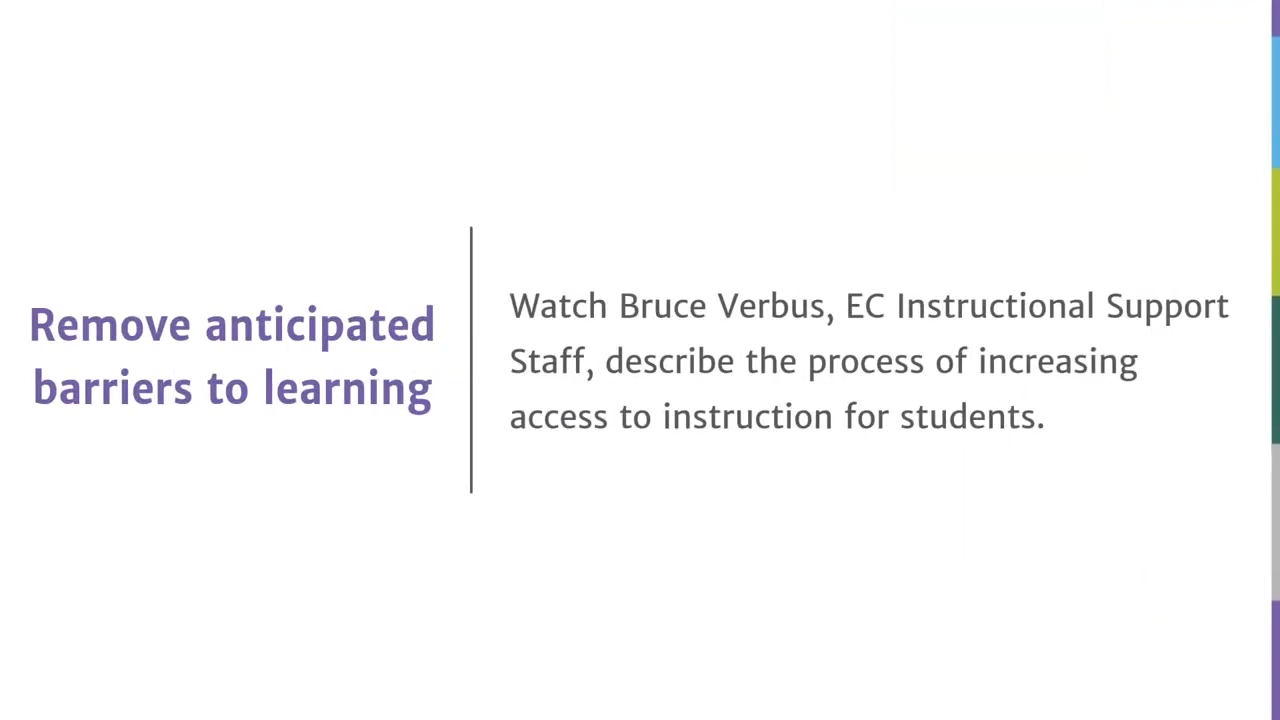 Remove anticipated
barriers to learning
Watch Bruce Verbus, EC Instructional Support
Staff, describe the process of increasing
access to instruction for students.